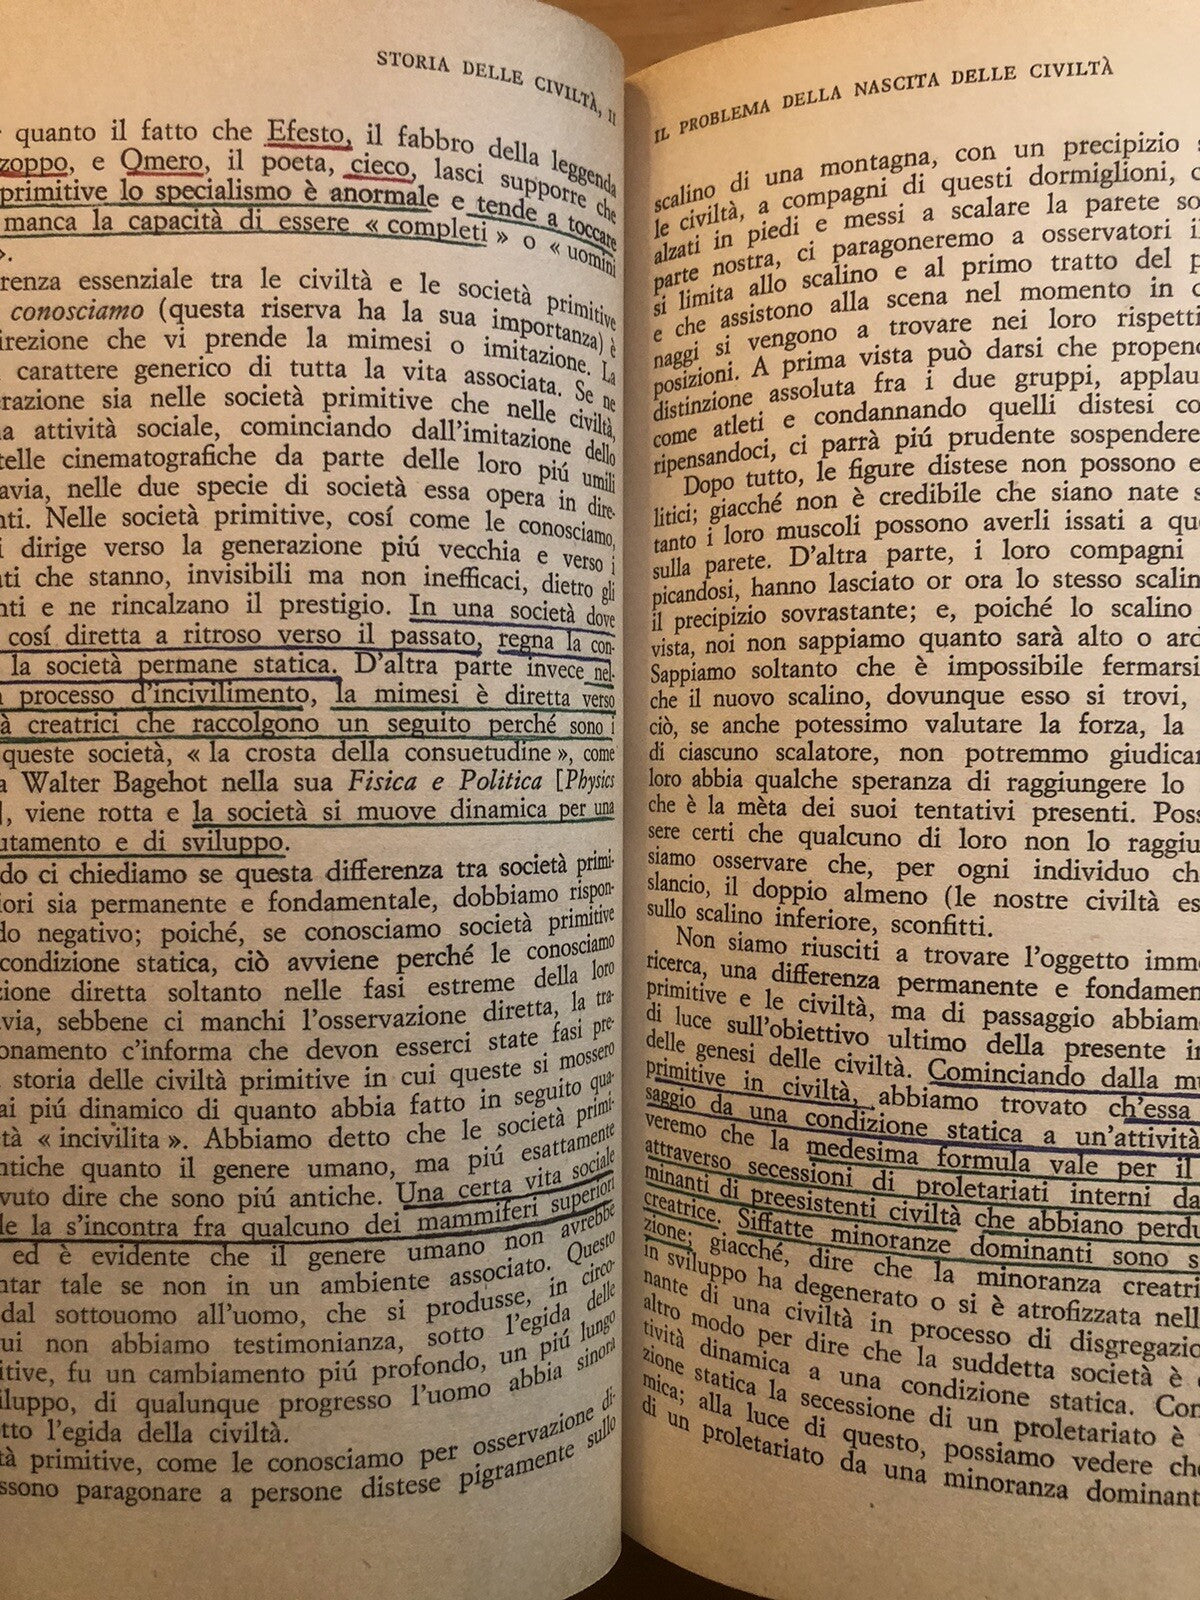 STORIA DELLE CIVILTÀ, II
quanto il fatto che Efesto, il fabbro della leggenda
zoppo, e Omero, il poeta, cieco, lasci supporre che
primitive lo specialismo è anormale e tende a toccare
manca la capacità di essere « completi » o « uomini
».
renza essenziale tra le civiltà e le società primitive
conosciamo (questa riserva ha la sua importanza) è
irezione che vi prende la mimesi o imitazione. La
carattere generico di tutta la vita associata. Se ne
erazione sia nelle società primitive che nelle civiltà,
a attività sociale, cominciando dall'imitazione dello
telle cinematografiche da parte delle loro piú umili
avia, nelle due specie di società essa opera in dire-
nti. Nelle società primitive, cosí come le conosciamo,
i dirige verso la generazione piú vecchia e verso i
ti che stanno, invisibili ma non inefficaci, dietro gli
nti e ne rincalzano il prestigio. In una società dove
cosí diretta a ritroso verso il passato, regna la con-
la società permane statica. D'altra parte invece nel-
processo d'incivilimento, la mimesi è diretta verso
à creatrici che raccolgono un seguito perché sono i
queste società, « la crosta della consuetudine », come
a Walter Bagehot nella sua Fisica e Politica [Physics
], viene rotta e la società si muove dinamica per una
utamento e di sviluppo.
do ci chiediamo se questa differenza tra società primi-
iori sia permanente e fondamentale, dobbiamo rispon-
do negativo; poiché, se conosciamo società primitive
condizione statica, ciò avviene perché le conosciamo
zione diretta soltanto nelle fasi estreme della loro
via, sebbene ci manchi l'osservazione diretta, la tra-
onamento c'informa che devon esserci state fasi pre-
storia delle civiltà primitive in cui queste si mossero
ai piú dinamico di quanto abbia fatto in seguito qua-
tà « incivilita ». Abbiamo detto che le società primi-
ntiche quanto il genere umano, ma piú esattamente
vuto dire che sono piú antiche. Una certa vita sociale
le la s'incontra fra qualcuno dei mammiferi superiori
ed è evidente che il genere umano non avrebbe
ntar tale se non in un ambiente associato. Questo
dal sottouomo all'uomo, che si produsse, in circo-
ui non abbiamo testimonianza, sotto l'egida delle
itive, fu un cambiamento piú profondo, un piú lungo
iluppo, di qualunque progresso l'uomo abbia sinora
tto l'egida della civiltà.
tà primitive, come le conosciamo per osservazione di-
ssono paragonare a persone distese pigramente sullo
IL PROBLEMA DELLA NASCITA DELLE CIVILTÀ
scalino di una montagna, con un precipizio s
le civiltà, a compagni di questi dormiglioni, c
alzati in piedi e messi a scalare la parete so
parte nostra, ci paragoneremo a osservatori i
si limita allo scalino e al primo tratto del p
e che assistono alla scena nel momento in c
naggi si vengono a trovare nei loro rispetti
posizioni. A prima vista può darsi che propend
distinzione assoluta fra i due gruppi, applau
come atleti e condannando quelli distesi co
ripensandoci, ci parrà piú prudente sospendere
Dopo tutto, le figure distese non possono e
litici; giacché non è credibile che siano nate s
tanto i loro muscoli possono averli issati a qu
sulla parete. D'altra parte, i loro compagni
picandosi, hanno lasciato or ora lo stesso scalin
il precipizio sovrastante; e, poiché lo scalino
vista, noi non sappiamo quanto sarà alto o ard
Sappiamo soltanto che è impossibile fermarsi
che il nuovo scalino, dovunque esso si trovi,
ciò, se anche potessimo valutare la forza, la
di ciascuno scalatore, non potremmo giudicar
loro abbia qualche speranza di raggiungere lo
che è la mèta dei suoi tentativi presenti. Poss
sere certi che qualcuno di loro non lo raggiu
siamo osservare che, per ogni individuo ch
slancio, il doppio almeno (le nostre civiltà es
sullo scalino inferiore, sconfitti.
Non siamo riusciti a trovare l'oggetto imm
ricerca, una differenza permanente e fondamen
primitive e le civiltà, ma di passaggio abbiam
di luce sull'obiettivo ultimo della presente in
delle genesi delle civiltà. Cominciando dalla mu
primitive in civiltà, abbiamo trovato ch'essa
saggio da una condizione statica a un'attività
veremo che la medesima formula vale per il
attraverso secessioni di proletariati interni da
minanti di preesistenti civiltà che abbiano perdu
creatrice. Siffatte minoranze dominanti sono s
zione; giacché, dire che la minoranza creatri
in sviluppo ha degenerato o si è atrofizzata nell
nante di una civiltà in processo di disgregazio
altro modo per dire che la suddetta società è
tività dinamica a una condizione statica. Con
zione statica la secessione di un proletariato è
mica; alla luce di questo, possiamo vedere che
di un proletariato da una minoranza dominant